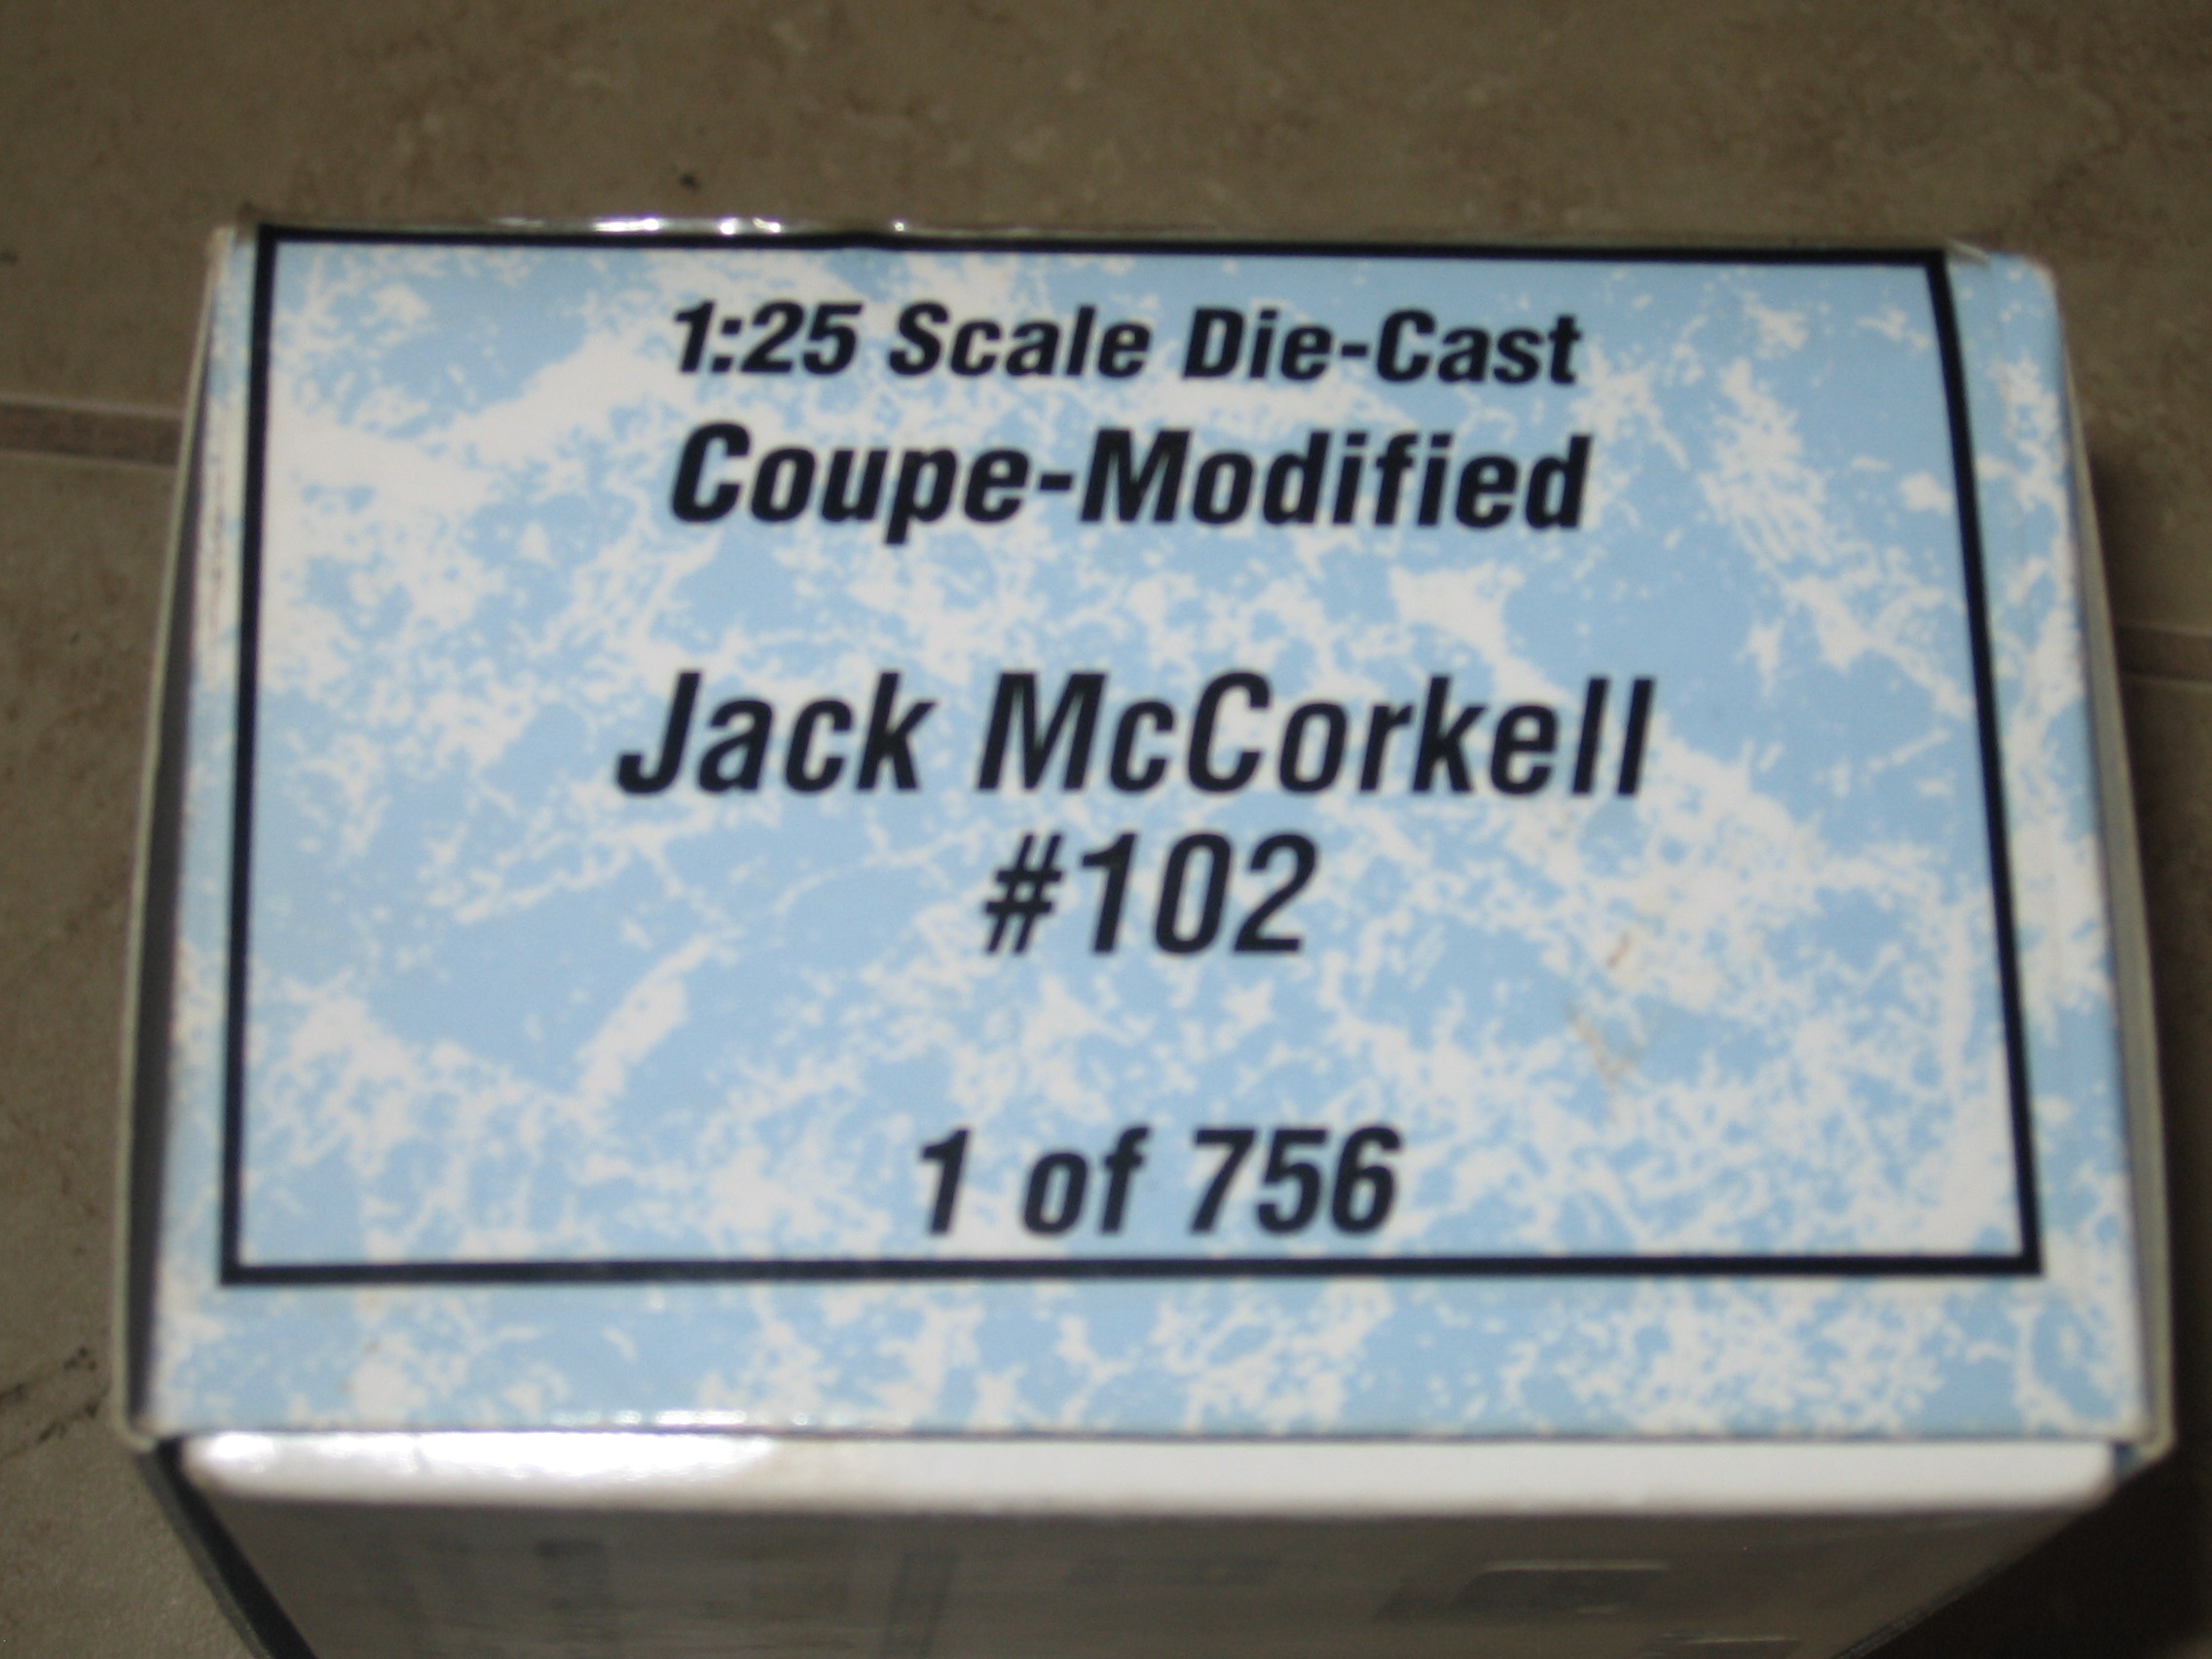 1:25 Scale Die-Cast
Coupe-Modified
Jack McCorkell
#102
1 of 756